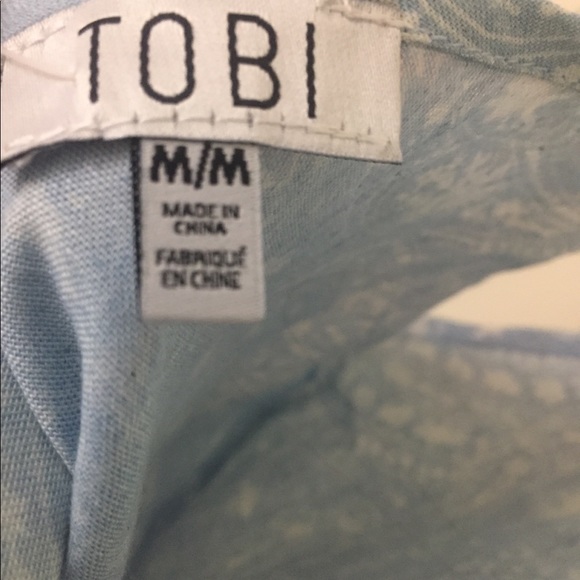 TOBI
M/M
MADE IN
CHINA
FABRIQUÉ
EN CHINE